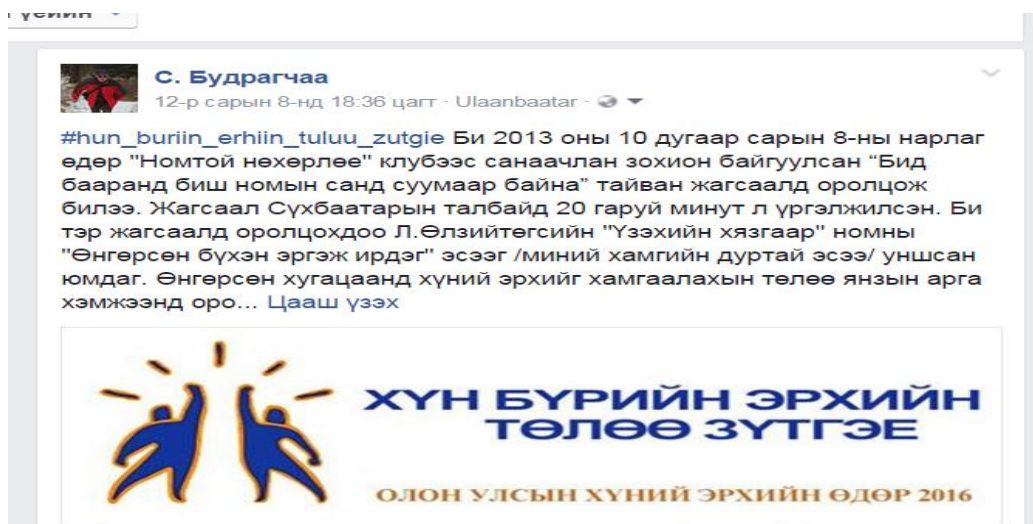 үеийн
С. Будрагчаа
12-р сарын 8-нд 18:36 цагт · Ulaanbaatar ·
#hun_buriin_erhiin_tuluu_zutgie Би 2013 оны 10 дугаар сарын 8-ны нарлаг
өдөр "Номтой нөхөрлөе" клубээс санаачлан зохион байгуулсан “Бид
бааранд биш номын санд суумаар байна” тайван жагсаалд оролцож
билээ. Жагсаал Сүхбаатарын талбайд 20 гаруй минут л үргэлжилсэн. Би
тэр жагсаалд оролцохдоо Л.Өлзийтөгсийн "Үзэхийн хязгаар" номны
"Өнгөрсөн бүхэн эргэж ирдэг" эсээг /миний хамгийн дуртай эсээ/ уншсан
юмдаг. Өнгөрсөн хугацаанд хүний эрхийг хамгаалахын төлөө янзын арга
хэмжээнд оро... Цааш үзэх
ХҮН БҮРИЙН ЭРХИЙН
ТӨЛӨӨ ЗҮТГЭЕ
ОЛОН УЛСЫН ХҮНИЙ ЭРХИЙН ӨДӨР 2016